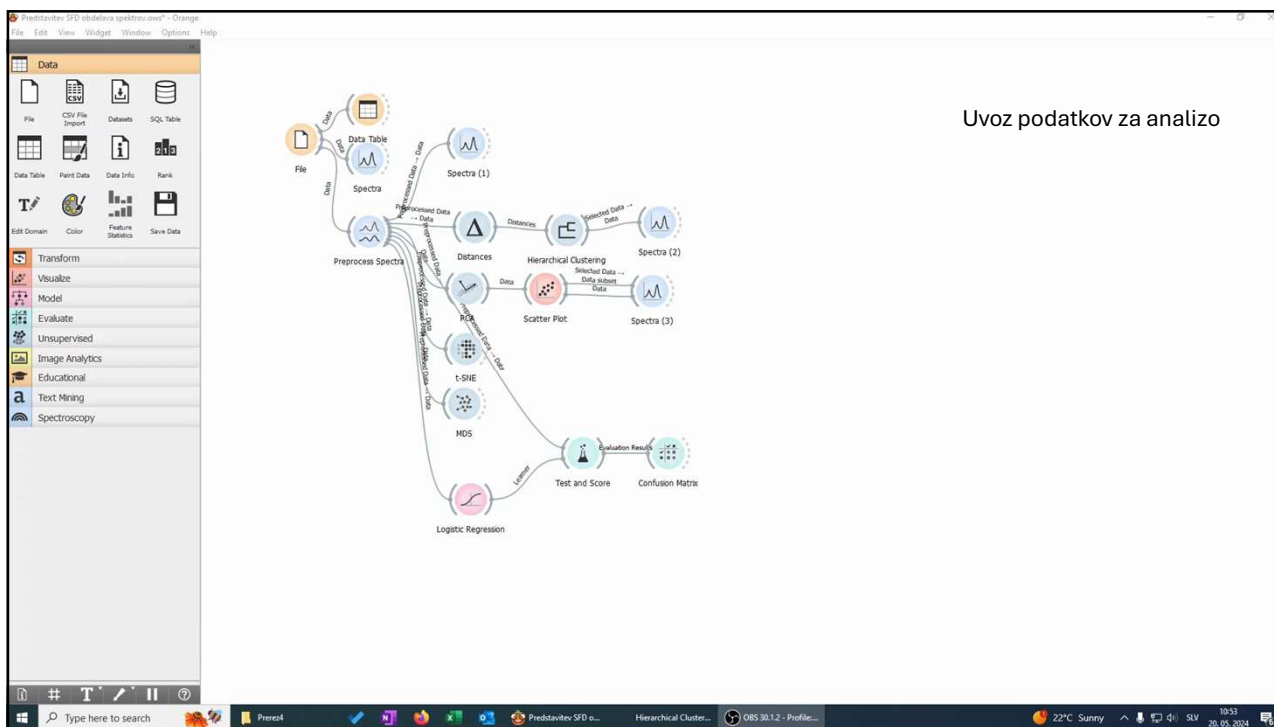 Predstavitev SFD obdelava spektrov.ows* - Orange
File Edit View Widget Window Options Help
Data
File
CSV File Import
Datasets
SQL Table
Data Table
Paint Data
Data Info
Rank
Edit Domain
Color
Feature Statistics
Save Data
Transform
Visualize
Model
Evaluate
Unsupervised
Image Analytics
Educational
Text Mining
Spectroscopy
Uvoz podatkov za analizo
Data
Data Table
File
Data
Spectra
Data
Preprocessed Data → Data
Spectra (1)
Preprocess Spectra
Preprocessed Data → Data
Distances
Distances
Hierarchical Clustering
Selected Data → Data
Spectra (2)
PCA
Data
Scatter Plot
Selected Data → Data subset
Data
Spectra (3)
Preprocessed Data → Data
t-SNE
MDS
Test and Score
Evaluation Results
Confusion Matrix
Learner
Logistic Regression
Type here to search
Prerez4
Predstavitev SFD o...
Hierarchical Cluster...
OBS 30.1.2 - Profile:...
22°C Sunny
SLV
10:53
20. 05. 2024